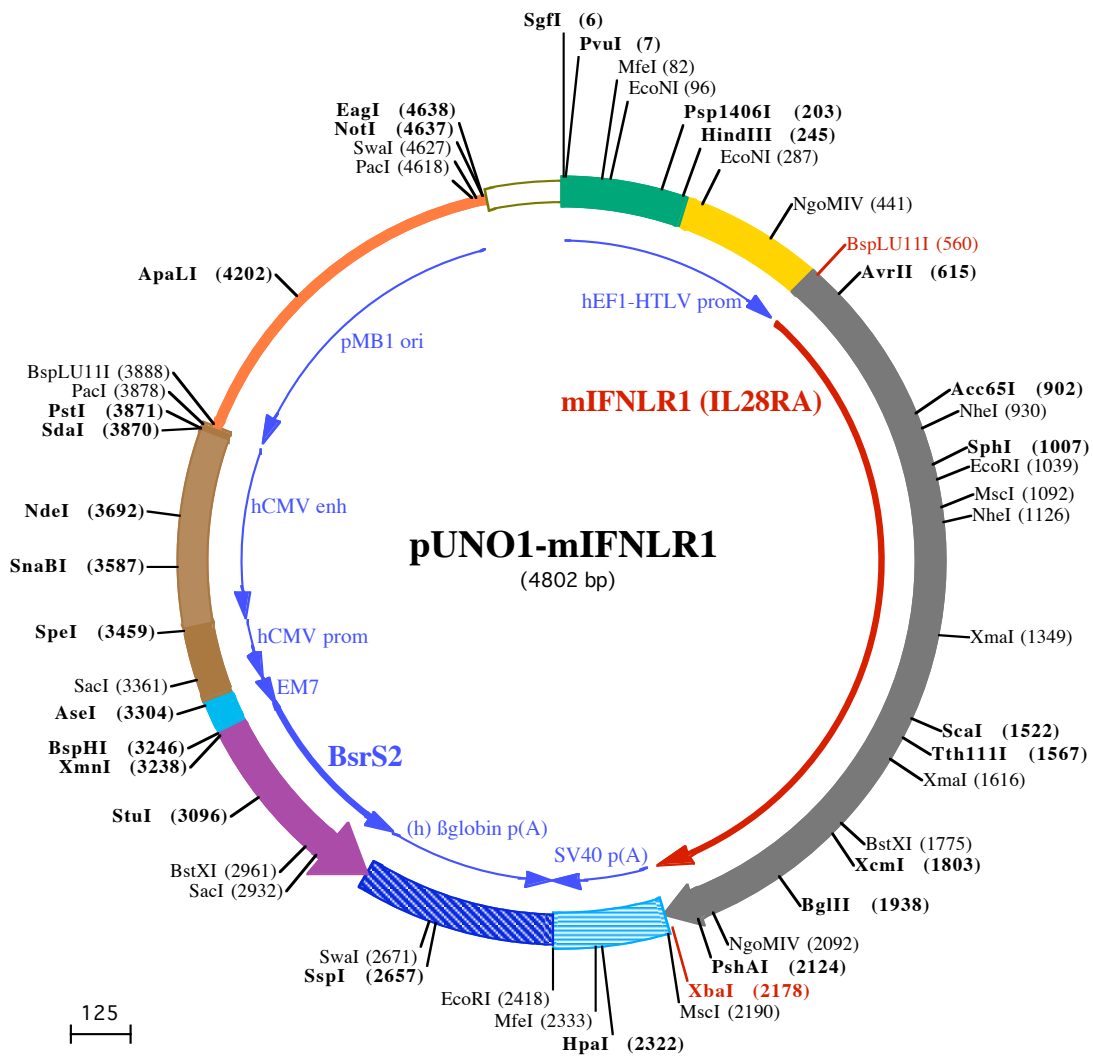 SgfI (6)
PvuI (7)
MfeI (82)
EcoNI (96)
Psp1406I (203)
HindIII (245)
EcoNI (287)
NgoMIV (441)
BspLU11I (560)
AvrII (615)
Acc65I (902)
NheI (930)
SphI (1007)
EcoRI (1039)
MscI (1092)
NheI (1126)
XmaI (1349)
ScaI (1522)
Tth111I (1567)
XmaI (1616)
BstXI (1775)
XcmI (1803)
BglII (1938)
NgoMIV (2092)
PshAI (2124)
XbaI (2178)
MscI (2190)
HpaI (2322)
MfeI (2333)
EcoRI (2418)
SspI (2657)
SwaI (2671)
SacI (2932)
BstXI (2961)
StuI (3096)
XmnI (3238)
BspHI (3246)
AseI (3304)
SacI (3361)
SpeI (3459)
SnaBI (3587)
NdeI (3692)
SdaI (3870)
PstI (3871)
PacI (3878)
BspLU11I (3888)
ApaLI (4202)
PacI (4618)
SwaI (4627)
NotI (4637)
EagI (4638)
hEF1-HTLV prom
mIFNLR1 (IL28RA)
SV40 p(A)
(h) ßglobin p(A)
BsrS2
EM7
hCMV prom
hCMV enh
pMB1 ori
pUNO1-mIFNLR1
(4802 bp)
125